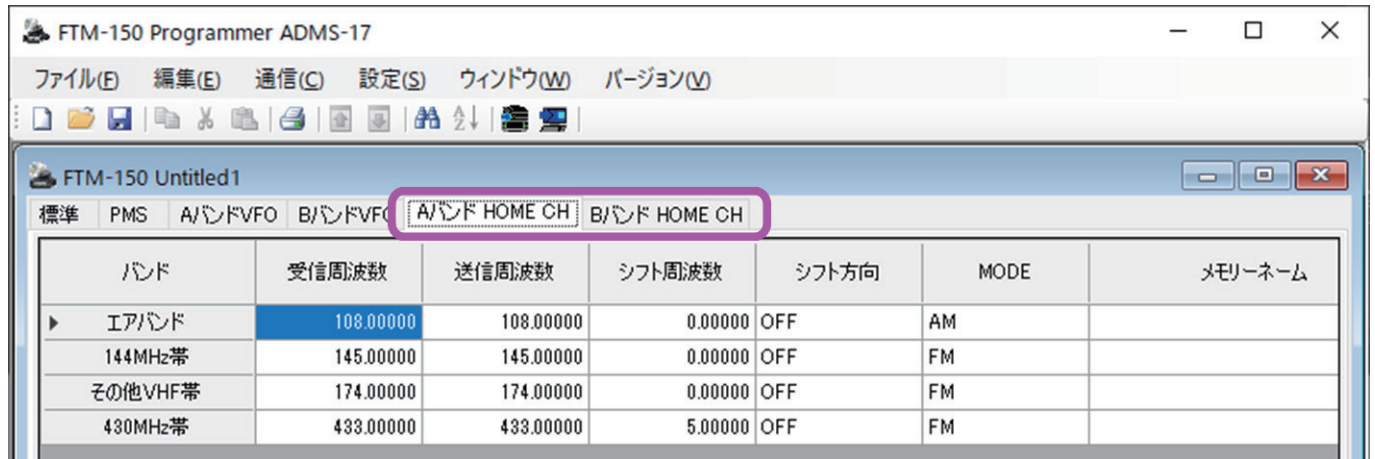 FTM-150 Programmer ADMS-17
ファイル(F) 編集(E) 通信(C) 設定(S) ウィンドウ(W) バージョン(V)
FTM-150 Untitled1
標準 PMS AバンドVFO BバンドVFO Aバンド HOME CH Bバンド HOME CH
バンド 受信周波数 送信周波数 シフト周波数 シフト方向 MODE メモリーネーム
エアバンド 108.00000 108.00000 0.00000 OFF AM
144MHz帯 145.00000 145.00000 0.00000 OFF FM
その他VHF帯 174.00000 174.00000 0.00000 OFF FM
430MHz帯 433.00000 433.00000 5.00000 OFF FM